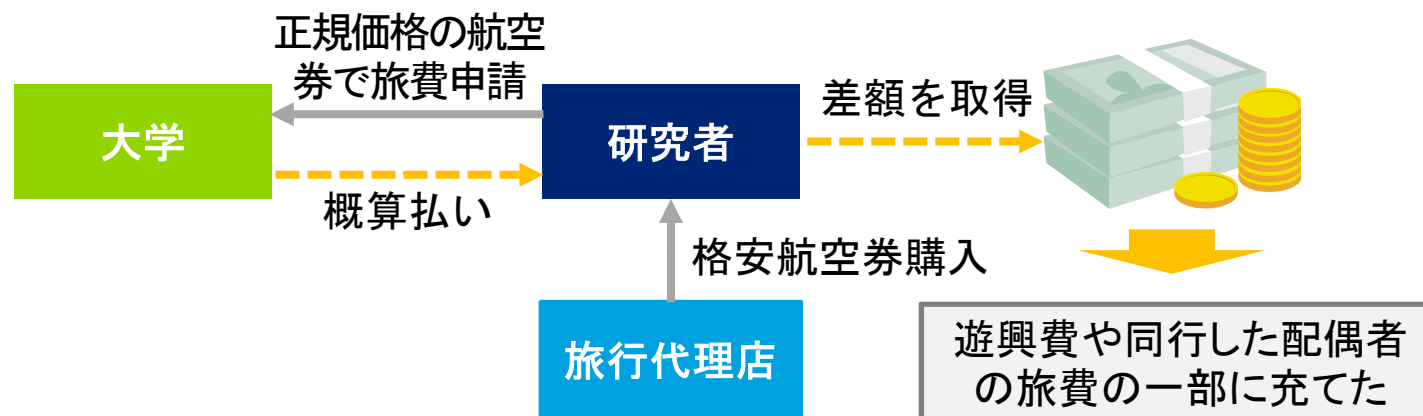 正規価格の航空
券で旅費申請
大学
研究者
差額を取得
概算払い
格安航空券購入
旅行代理店
遊興費や同行した配偶者
の旅費の一部に充てた